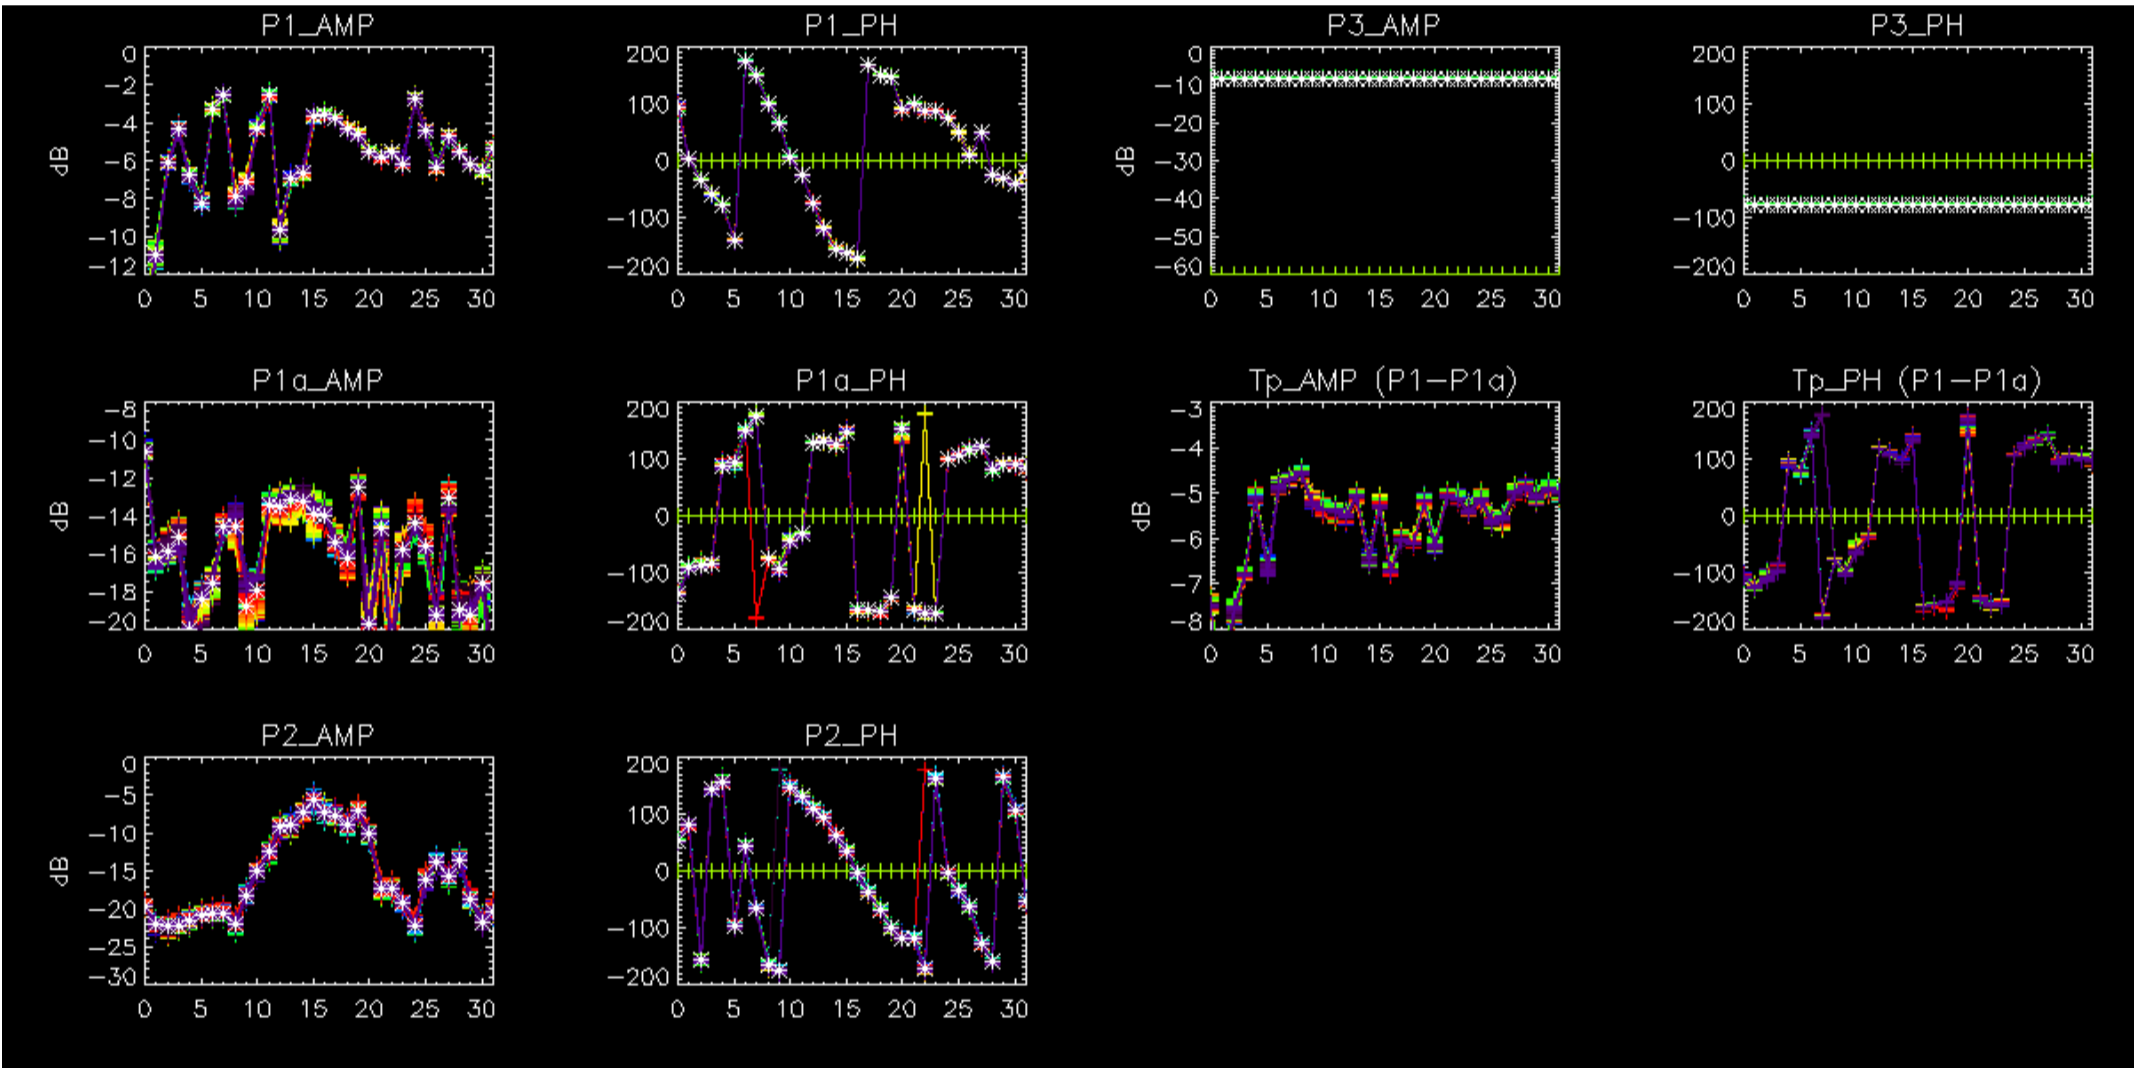 P1_AMP
P1_PH
P3_AMP
P3_PH
dB
0
-2
-4
-6
-8
-10
-12
0 5 10 15 20 25 30
200
100
0
-100
-200
0 5 10 15 20 25 30
dB
0
-10
-20
-30
-40
-50
-60
0 5 10 15 20 25 30
200
100
0
-100
-200
0 5 10 15 20 25 30
P1a_AMP
P1a_PH
Tp_AMP (P1-P1a)
Tp_PH (P1-P1a)
dB
-8
-10
-12
-14
-16
-18
-20
0 5 10 15 20 25 30
200
100
0
-100
-200
0 5 10 15 20 25 30
dB
-3
-4
-5
-6
-7
-8
0 5 10 15 20 25 30
200
100
0
-100
-200
0 5 10 15 20 25 30
P2_AMP
P2_PH
dB
0
-5
-10
-15
-20
-25
-30
0 5 10 15 20 25 30
200
100
0
-100
-200
0 5 10 15 20 25 30